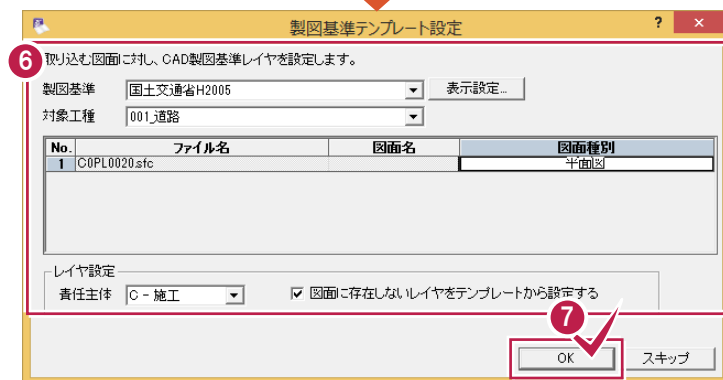 製図基準テンプレート設定 ? ×
6 取り込む図面に対し、CAD製図基準レイヤを設定します。
製図基準 国土交通省H2005 表示設定...
対象工種 001_道路
No. ファイル名 図面名 図面種別
1 C0PL0020.sfc 平面図
レイヤ設定
責任主体 C - 施工 図面に存在しないレイヤをテンプレートから設定する
7
OK スキップ